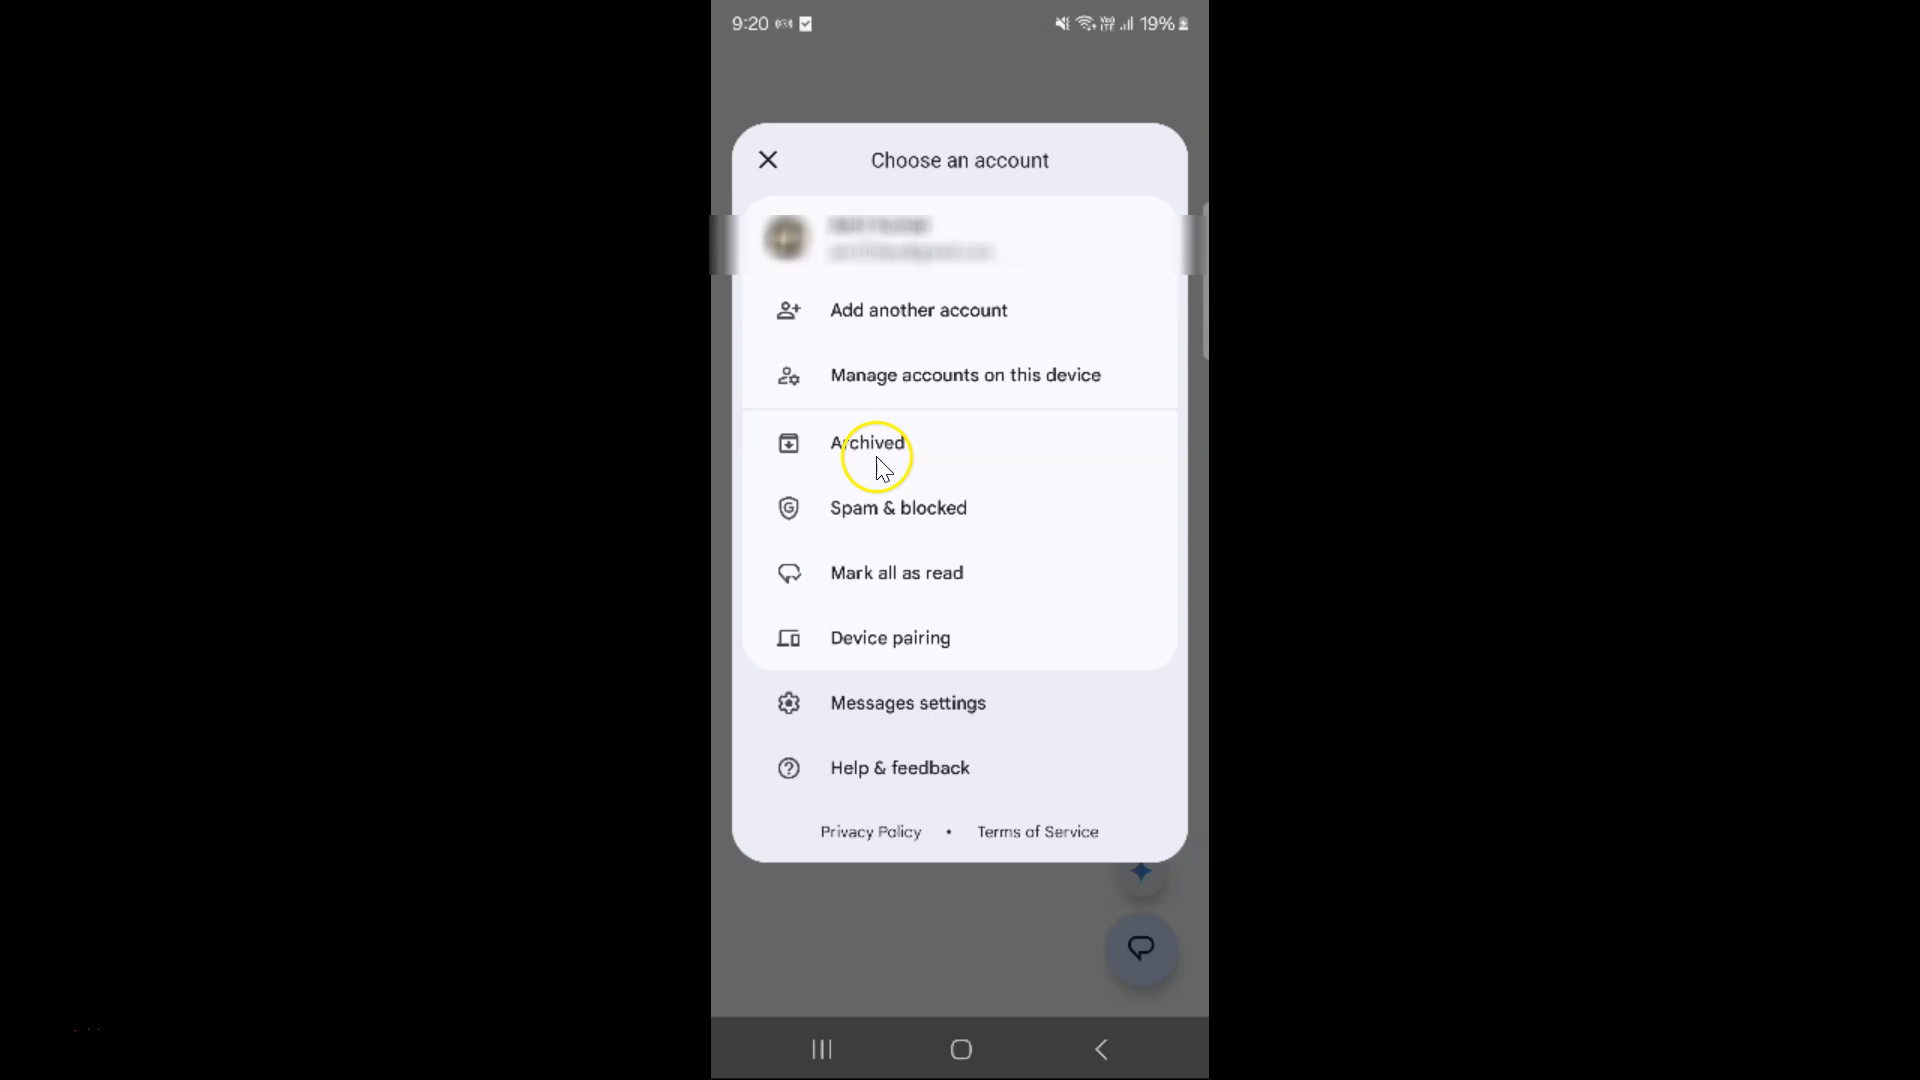 9:20 19%
Choose an account
Add another account
Manage accounts on this device
Archived
Spam & blocked
Mark all as read
Device pairing
Messages settings
Help & feedback
Privacy Policy • Terms of Service